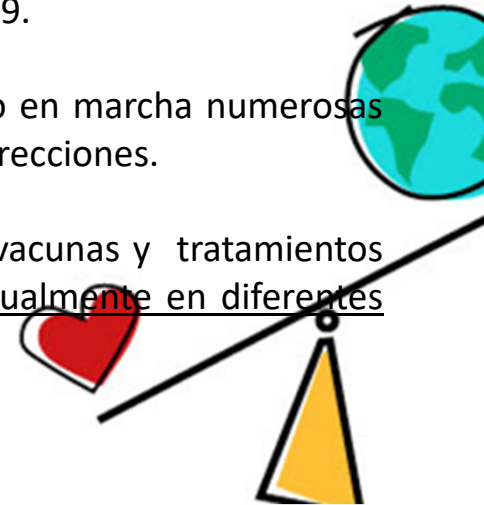 9.
o en marcha numerosas
recciones.
vacunas y tratamientos
ualmente en diferentes